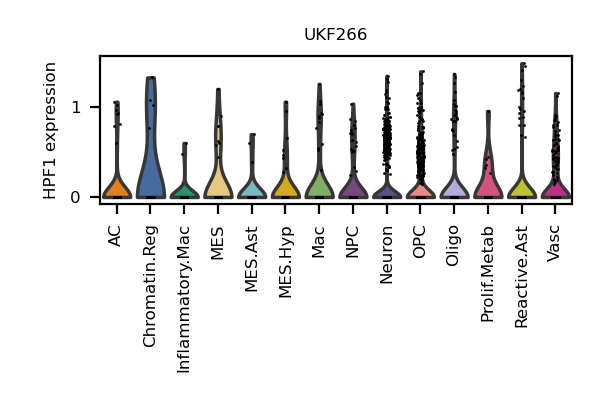 UKF266
HPF1 expression
1
0
AC
Chromatin.Reg
Inflammatory.Mac
MES
MES.Ast
MES.Hyp
Mac
NPC
Neuron
OPC
Oligo
Prolif.Metab
Reactive.Ast
Vasc